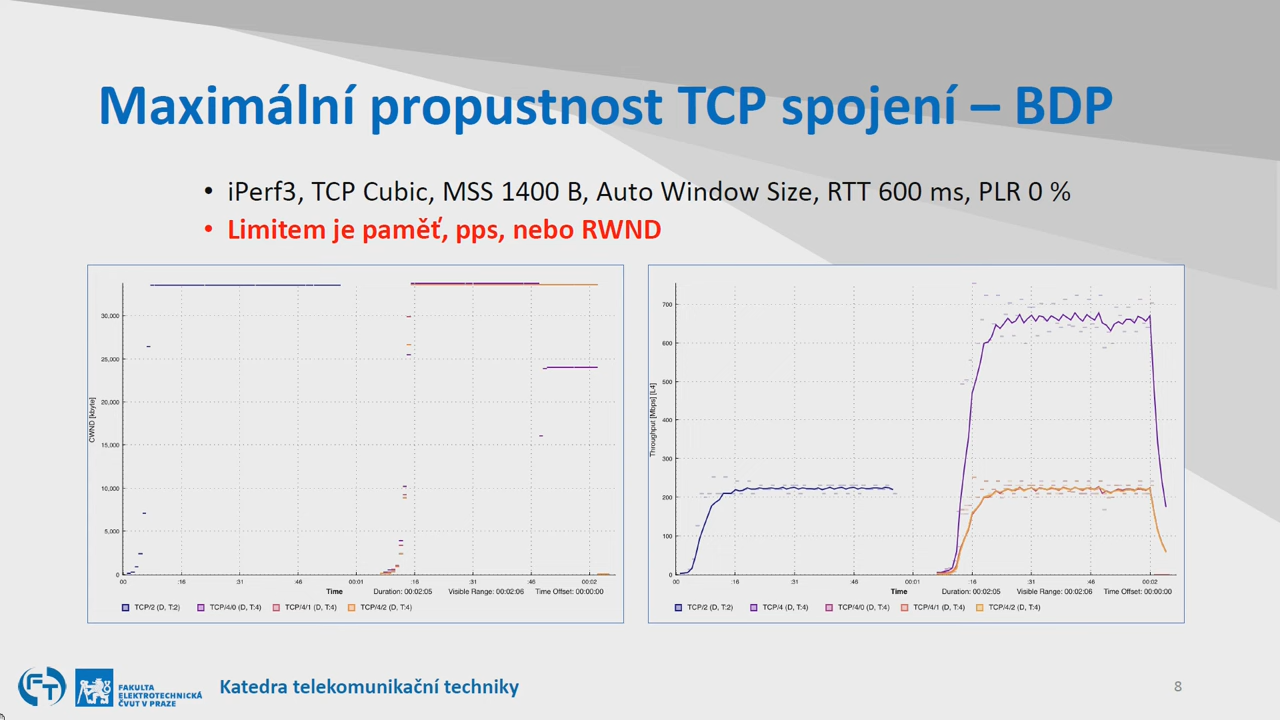 Maximální propustnost TCP spojení – BDP
• iPerf3, TCP Cubic, MSS 1400 B, Auto Window Size, RTT 600 ms, PLR 0 %
• Limitem je paměť, pps, nebo RWND
CWND [kbyte]
30,000
25,000
20,000
15,000
10,000
5,000
0
:00 :16 :31 :46 00:01 :16 :31 :46 00:02
Time Duration: 00:02:05 Visible Range: 00:02:06 Time Offset: 00:00:00
TCP/2 (D, T:2) TCP/4/0 (D, T:4) TCP/4/1 (D, T:4) TCP/4/2 (D, T:4)
Throughput [Mbps] [L4]
700
600
500
400
300
200
100
0
:00 :16 :31 :46 00:01 :16 :31 :46 00:02
Time Duration: 00:02:05 Visible Range: 00:02:06 Time Offset: 00:00:00
TCP/2 (D, T:2) TCP/4 (D, T:4) TCP/4/0 (D, T:4) TCP/4/1 (D, T:4) TCP/4/2 (D, T:4)
FT
FAKULTA
ELEKTROTECHNICKÁ
ČVUT V PRAZE
Katedra telekomunikační techniky
8